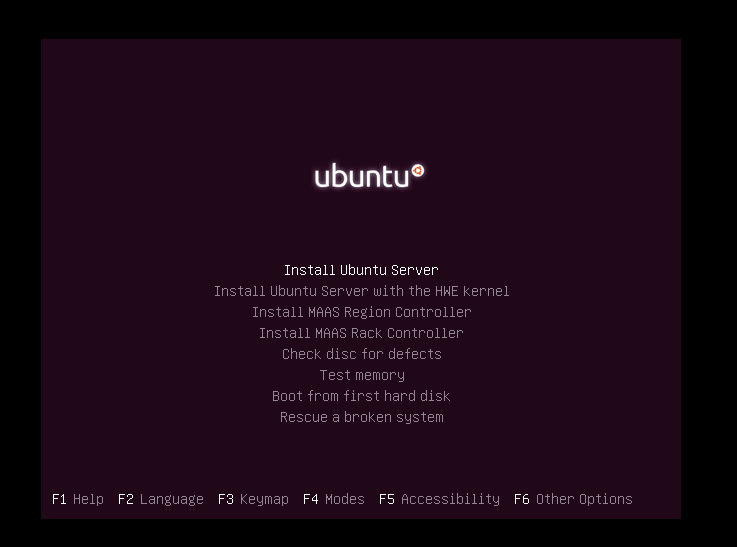 ubuntu
Install Ubuntu Server
Install Ubuntu Server with the HWE kernel
Install MAAS Region Controller
Install MAAS Rack Controller
Check disc for defects
Test memory
Boot from first hard disk
Rescue a broken system
F1 Help F2 Language F3 Keymap F4 Modes F5 Accessibility F6 Other Options